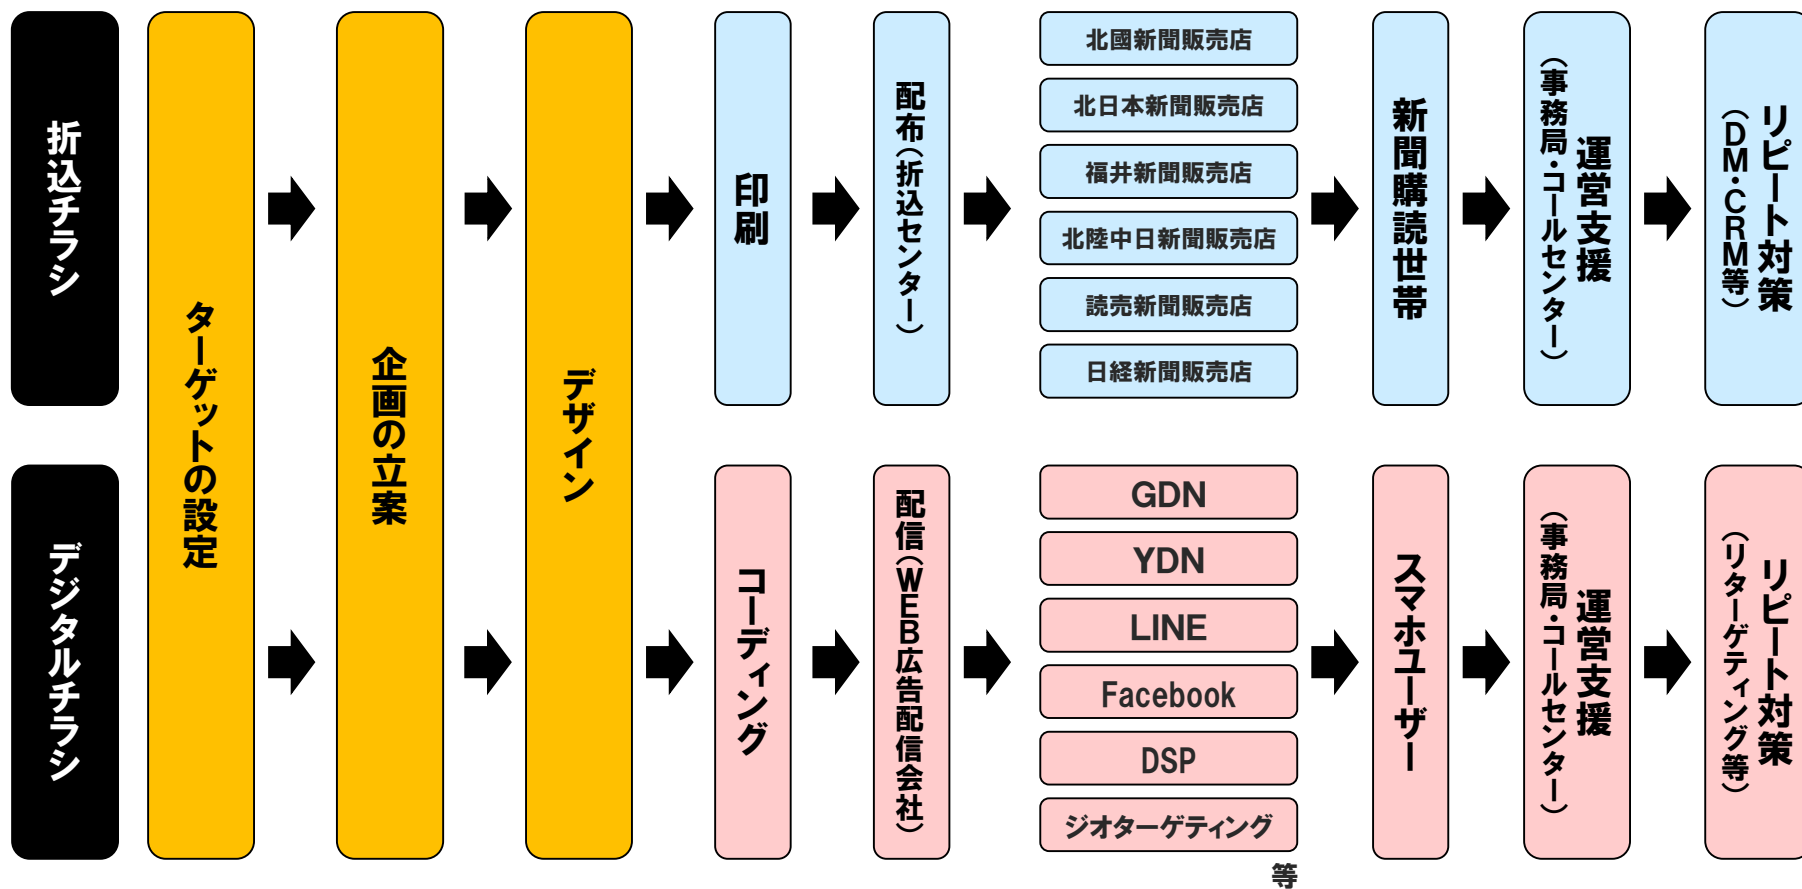 折込チラシ
ターゲットの設定
企画の立案
デザイン
印刷
配布(折込センター)
北國新聞販売店
北日本新聞販売店
福井新聞販売店
北陸中日新聞販売店
読売新聞販売店
日経新聞販売店
新聞購読世帯
運営支援
(事務局・コールセンター)
リピート対策
(DM・CRM等)
デジタルチラシ
コーディング
配信(WEB広告配信会社)
GDN
YDN
LINE
Facebook
DSP
ジオターゲティング
等
スマホユーザー
運営支援
(事務局・コールセンター)
リピート対策
(リターゲティング等)